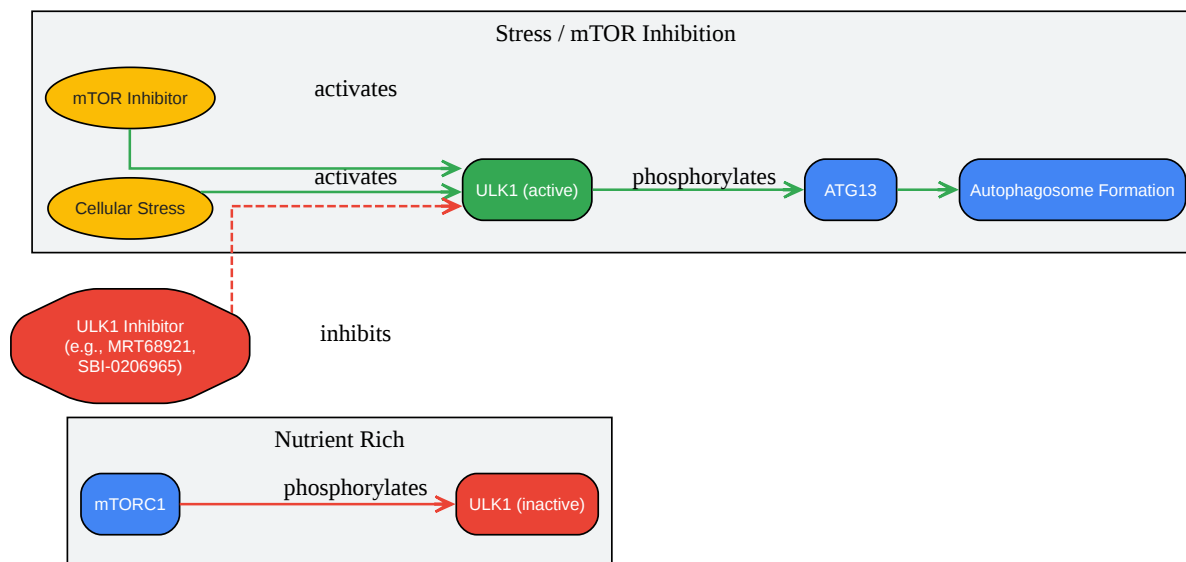 Stress / mTOR Inhibition
mTOR Inhibitor
activates
Cellular Stress
activates
ULK1 (active)
phosphorylates
ATG13
Autophagosome Formation
ULK1 Inhibitor
(e.g., MRT68921,
SBI-0206965)
inhibits
Nutrient Rich
mTORC1
phosphorylates
ULK1 (inactive)